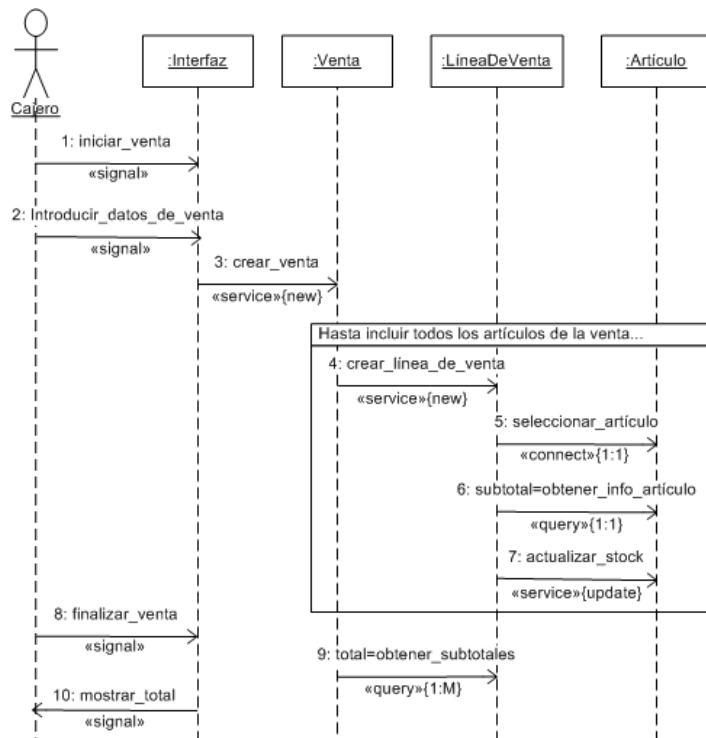 :Interfaz
:Venta
:LíneaDeVenta
:Artículo
Cajero
1: iniciar_venta
«signal»
2: Introducir_datos_de_venta
«signal»
3: crear_venta
«service»{new}
Hasta incluir todos los artículos de la venta...
4: crear_línea_de_venta
«service»{new}
5: seleccionar_artículo
«connect»{1:1}
6: subtotal=obtener_info_artículo
«query»{1:1}
7: actualizar_stock
«service»{update}
8: finalizar_venta
«signal»
9: total=obtener_subtotales
«query»{1:M}
10: mostrar_total
«signal»